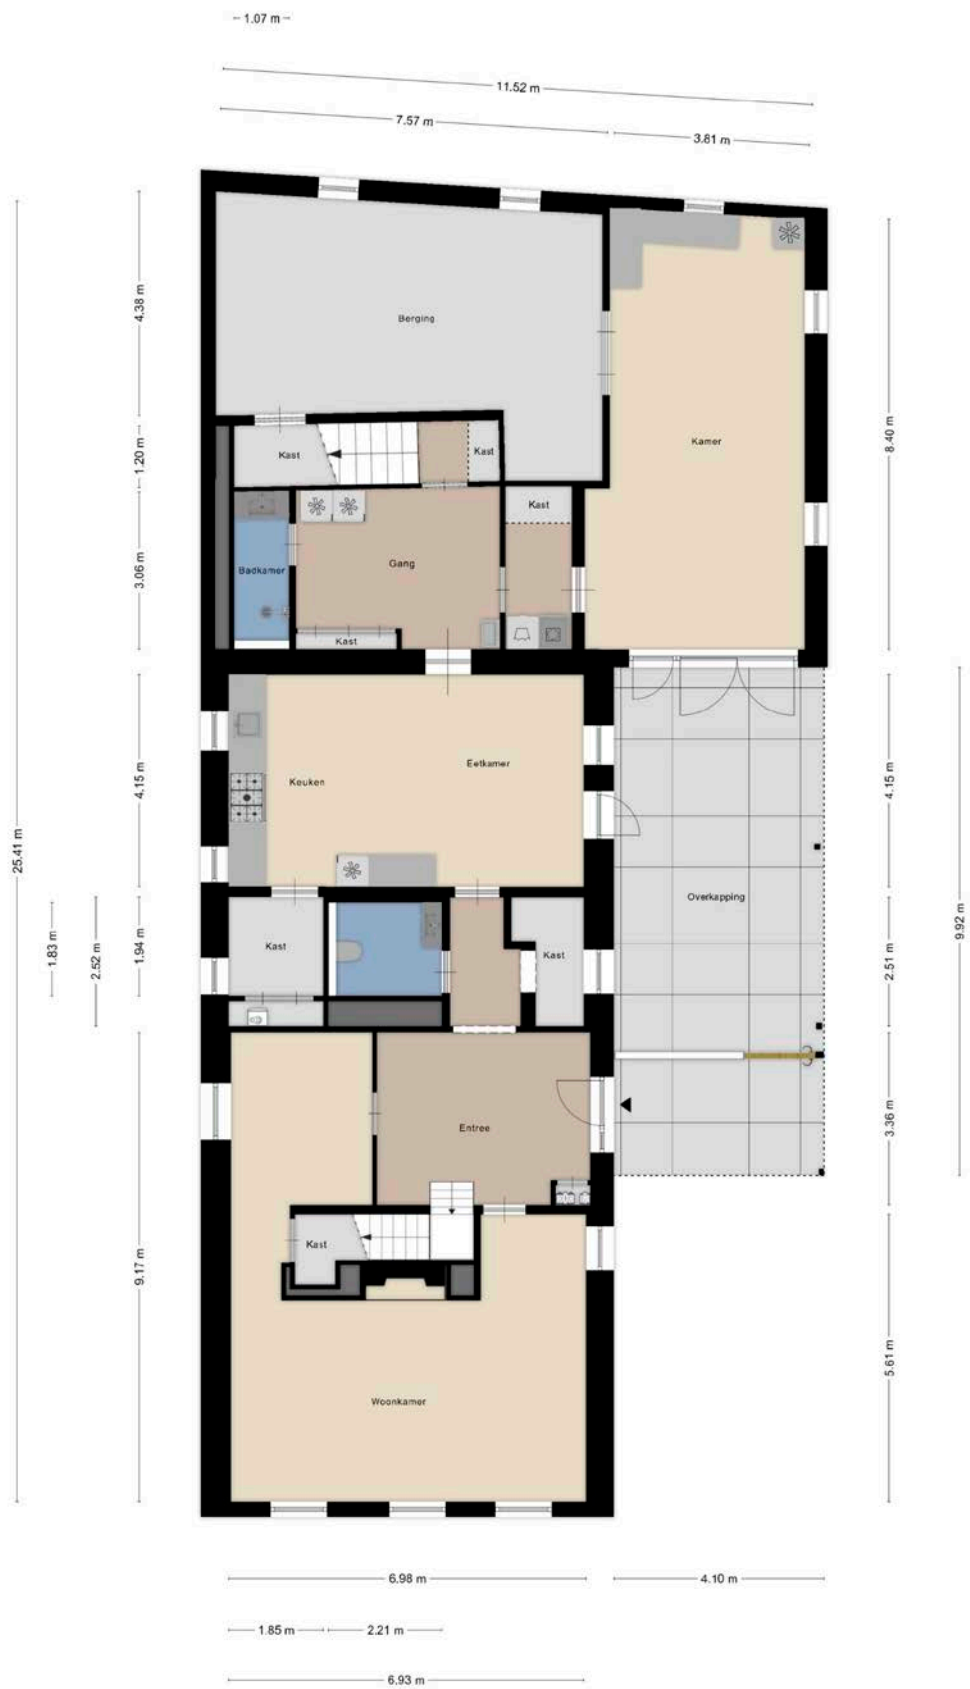 1.07 m
11.52 m
7.57 m
3.81 m
4.38 m
Berging
8.40 m
Kamer
1.20 m
Kast
Kast
Kast
3.06 m
Badkamer
Gang
Kast
4.15 m
Keuken
Eetkamer
4.15 m
25.41 m
Overkapping
9.92 m
1.83 m
2.52 m
1.94 m
Kast
Kast
2.51 m
Entree
3.36 m
Kast
9.17 m
5.61 m
Woonkamer
6.98 m
4.10 m
1.85 m
2.21 m
6.93 m